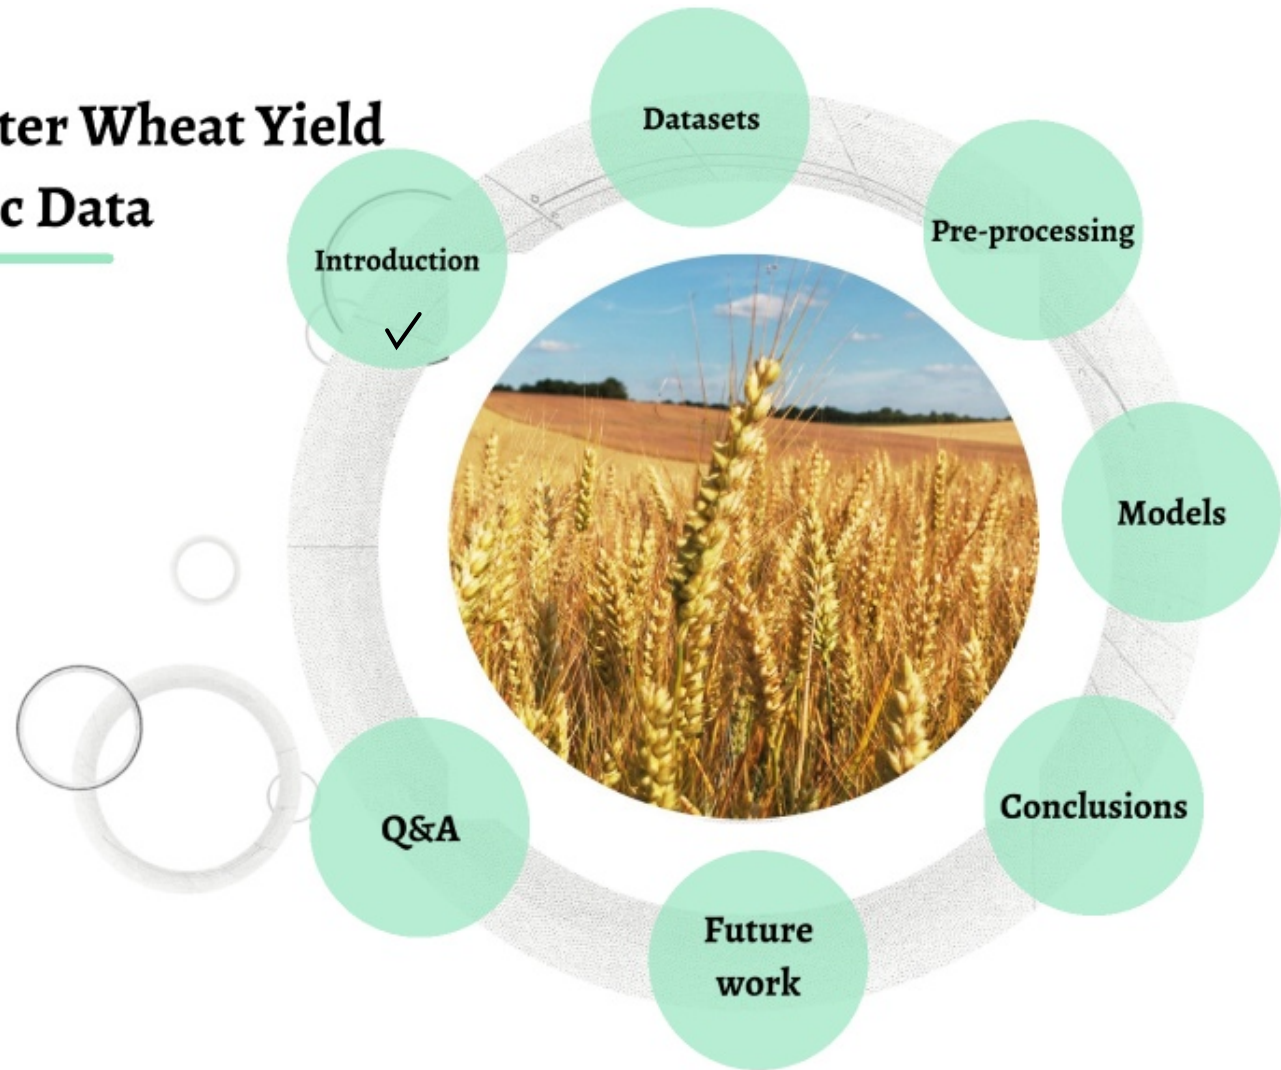 ter Wheat Yield
c Data
Introduction
Datasets
Pre-processing
Models
Conclusions
Future
work
Q&A